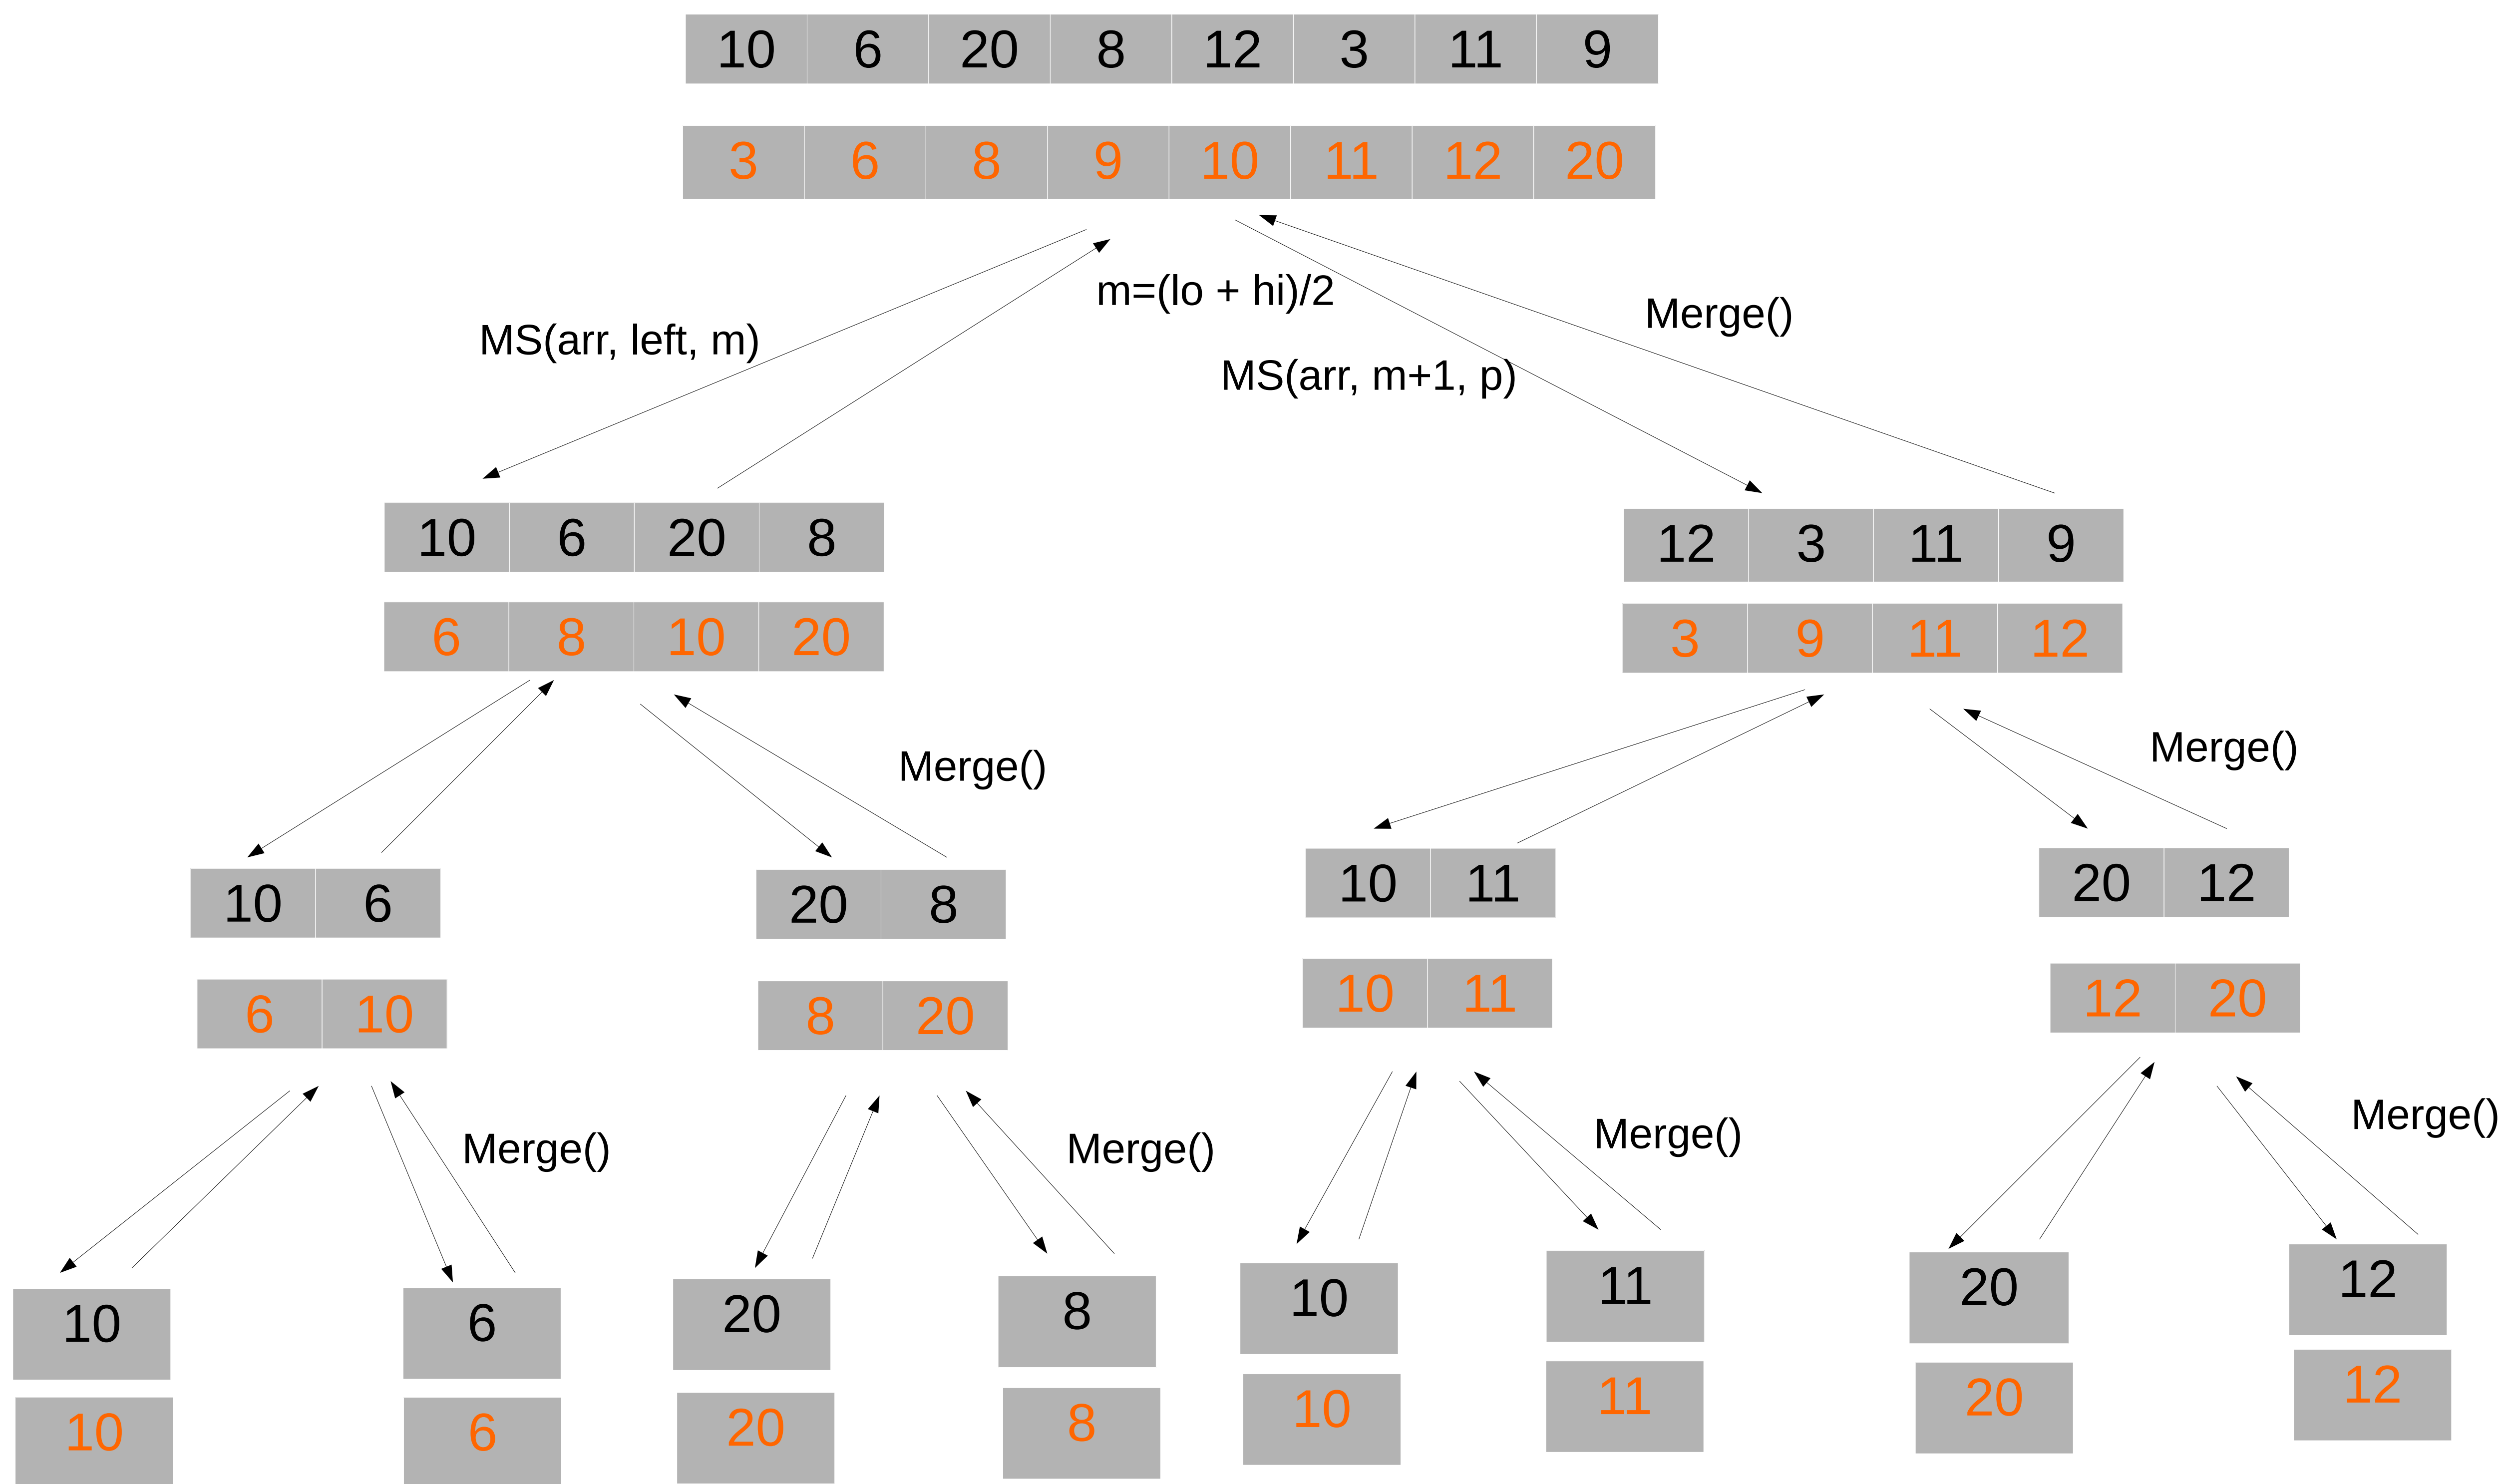 10 6 20 8 12 3 11 9
3 6 8 9 10 11 12 20
m=(lo + hi)/2
Merge()
MS(arr, left, m)
MS(arr, m+1, p)
10 6 20 8
12 3 11 9
6 8 10 20
3 9 11 12
Merge()
Merge()
10 6
20 8
10 11
20 12
6 10
8 20
10 11
12 20
Merge()
Merge()
Merge()
Merge()
10
6
20
8
10
11
20
12
10
6
20
8
10
11
20
12